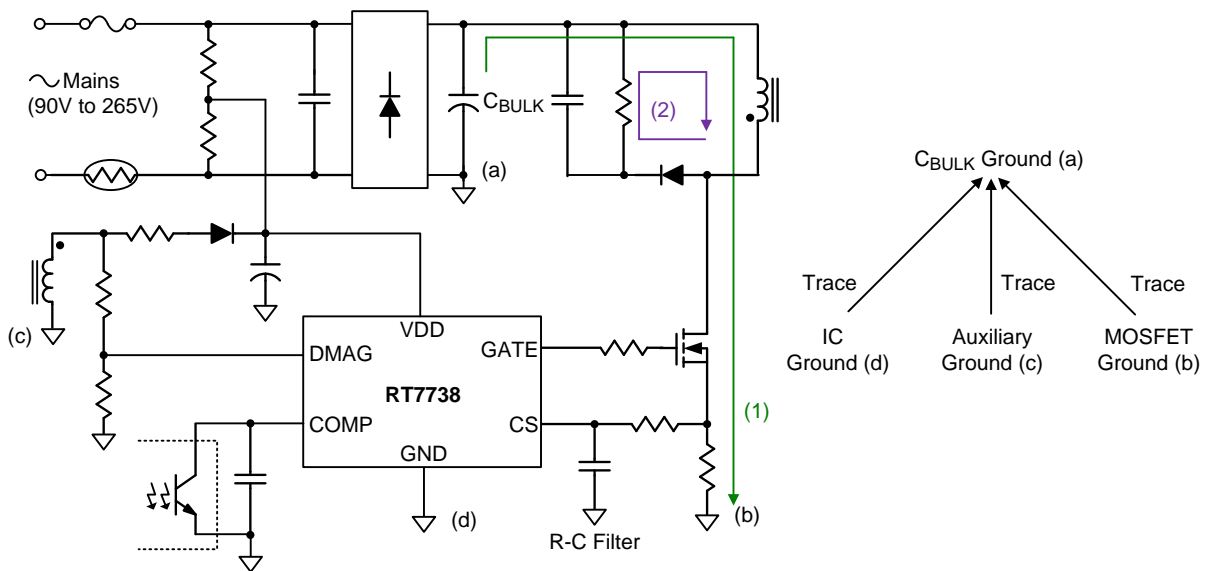 Mains
(90V to 265V)
CBULK
(a)
(2)
(c)
VDD
DMAG
GATE
RT7738
COMP
CS
GND
(1)
(d)
R-C Filter
(b)
CBULK Ground (a)
Trace
Trace
Trace
IC
Ground (d)
Auxiliary
Ground (c)
MOSFET
Ground (b)